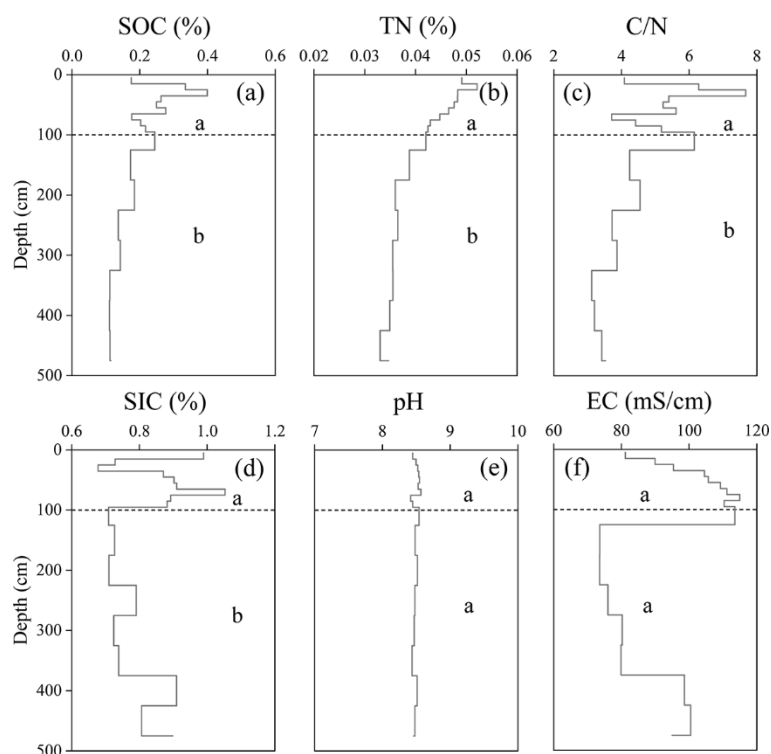 SOC (%) TN (%) C/N
0 0.2 0.4 0.6 0.02 0.03 0.04 0.05 0.06 2 4 6 8
0 (a) (b) (c)
a a a
100
200
b b b
300
400
500
Depth (cm)
SIC (%) pH EC (mS/cm)
0.6 0.8 1.0 1.2 7 8 9 10 60 80 100 120
0 (d) (e) (f)
a a a
100
200
b a a
300
400
500
Depth (cm)